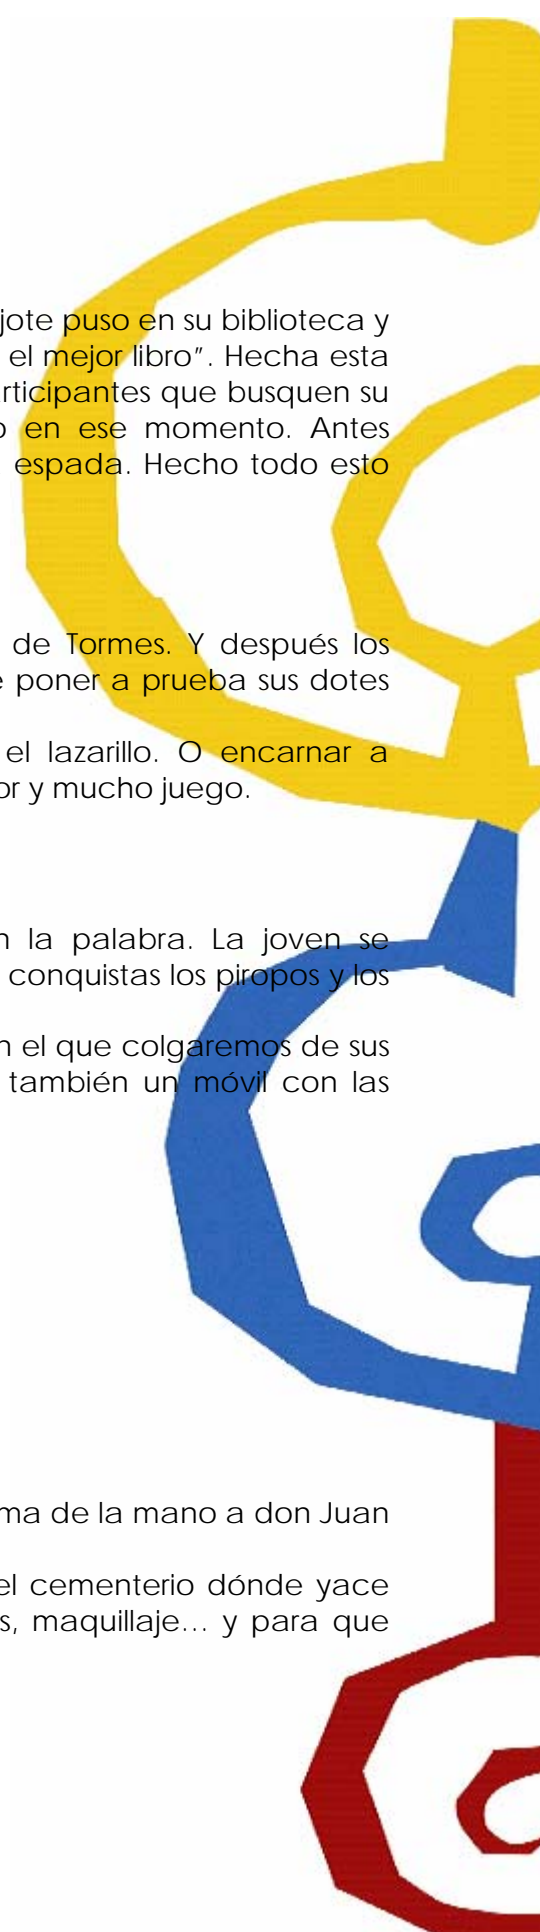 jote puso en su biblioteca y
el mejor libro”. Hecha esta
rticipantes que busquen su
en ese momento. Antes
espada. Hecho todo esto
de Tormes. Y después los
poner a prueba sus dotes
el lazarillo. O encarnar a
or y mucho juego.
la palabra. La joven se
conquistas los piropos y los
n el que colgaremos de sus
también un móvil con las
ma de la mano a don Juan
el cementerio dónde yace
s, maquillaje... y para que